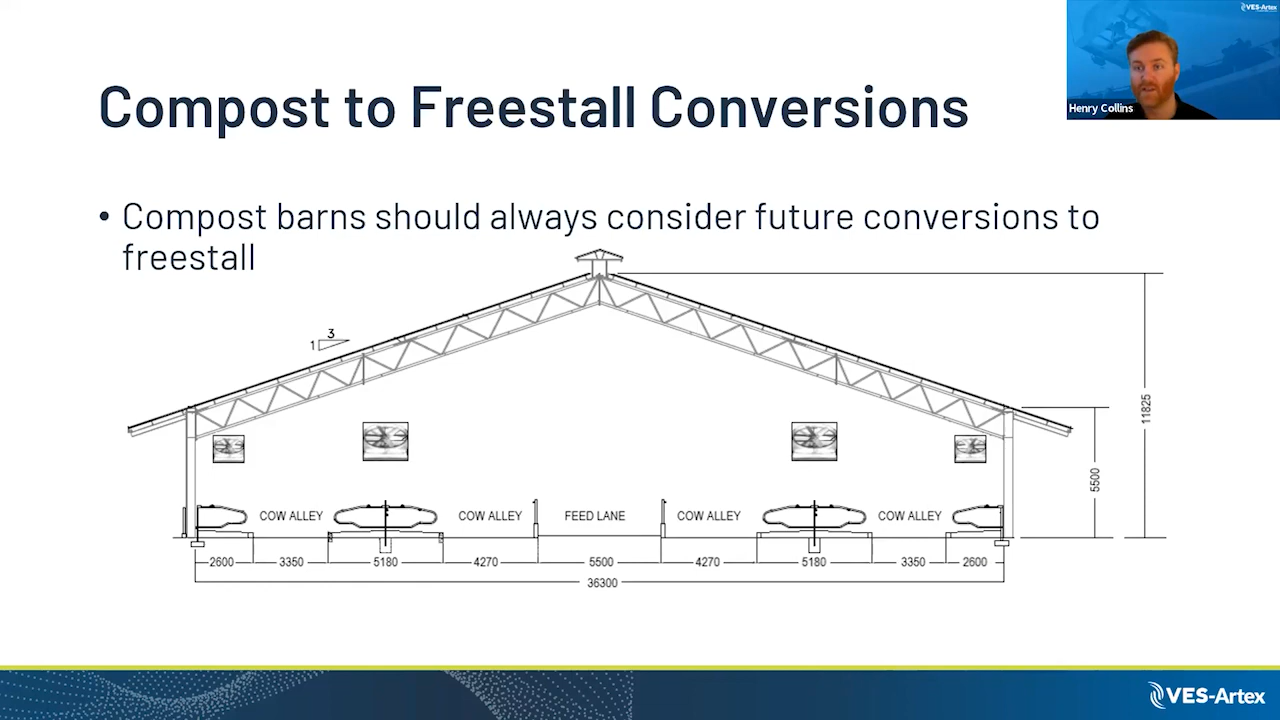 VES-Artex
Henry Collins
Compost to Freestall Conversions
• Compost barns should always consider future conversions to
freestall
3
1
11825
5500
COW ALLEY COW ALLEY FEED LANE COW ALLEY COW ALLEY
2600 3350 5180 4270 5500 4270 5180 3350 2600
36300
VES-Artex